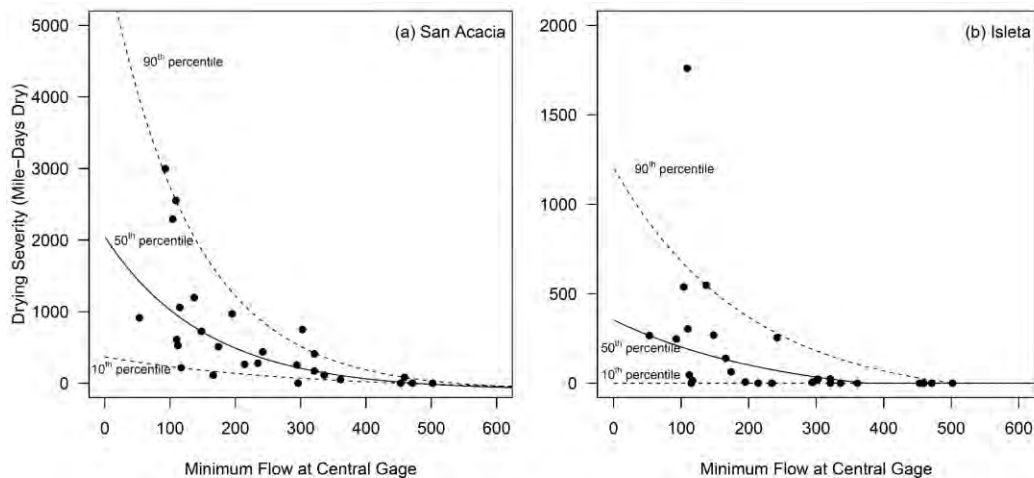 (a) San Acacia
Drying Severity (Mile−Days Dry)
5000
4000
3000
2000
1000
0
90th percentile
50th percentile
10th percentile
0 100 200 300 400 500 600
Minimum Flow at Central Gage
(b) Isleta
2000
1500
1000
500
0
90th percentile
50th percentile
10th percentile
0 100 200 300 400 500 600
Minimum Flow at Central Gage